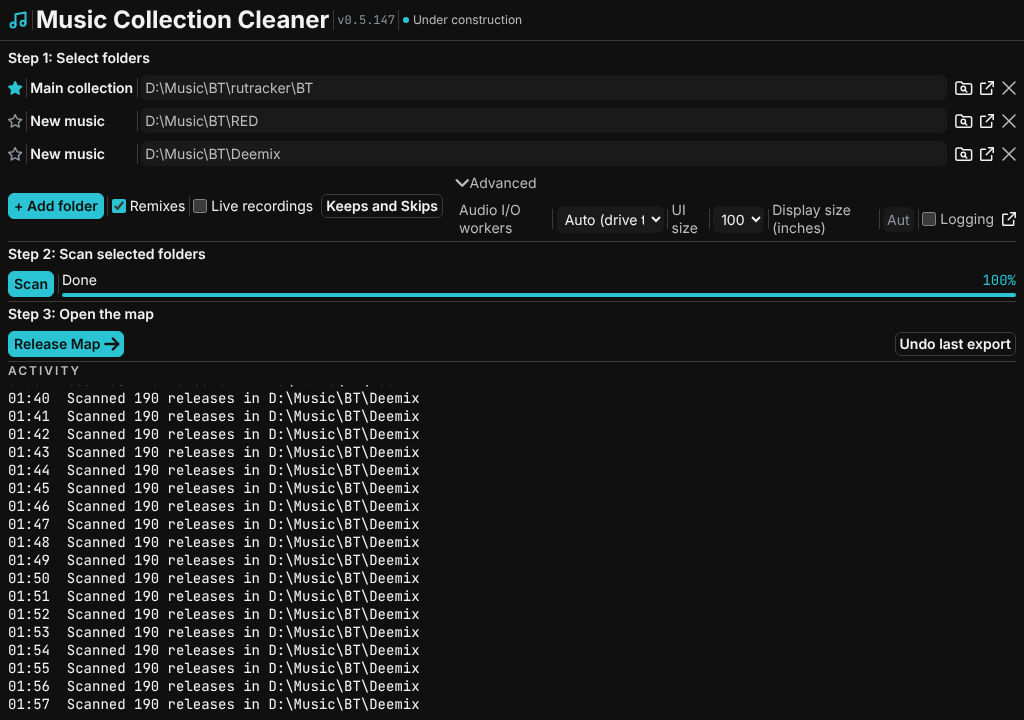 Music Collection Cleaner v0.5.147 Under construction
Step 1: Select folders
Main collection D:\Music\BT\rutracker\BT
New music D:\Music\BT\RED
New music D:\Music\BT\Deemix
Advanced
+ Add folder Remixes Live recordings Keeps and Skips Audio I/O workers Auto (drive t UI size 100 Display size (inches) Aut Logging
Step 2: Scan selected folders
Scan Done 100%
Step 3: Open the map
Release Map Undo last export
ACTIVITY
01:40 Scanned 190 releases in D:\Music\BT\Deemix
01:41 Scanned 190 releases in D:\Music\BT\Deemix
01:42 Scanned 190 releases in D:\Music\BT\Deemix
01:43 Scanned 190 releases in D:\Music\BT\Deemix
01:44 Scanned 190 releases in D:\Music\BT\Deemix
01:45 Scanned 190 releases in D:\Music\BT\Deemix
01:46 Scanned 190 releases in D:\Music\BT\Deemix
01:47 Scanned 190 releases in D:\Music\BT\Deemix
01:48 Scanned 190 releases in D:\Music\BT\Deemix
01:49 Scanned 190 releases in D:\Music\BT\Deemix
01:50 Scanned 190 releases in D:\Music\BT\Deemix
01:51 Scanned 190 releases in D:\Music\BT\Deemix
01:52 Scanned 190 releases in D:\Music\BT\Deemix
01:53 Scanned 190 releases in D:\Music\BT\Deemix
01:54 Scanned 190 releases in D:\Music\BT\Deemix
01:55 Scanned 190 releases in D:\Music\BT\Deemix
01:56 Scanned 190 releases in D:\Music\BT\Deemix
01:57 Scanned 190 releases in D:\Music\BT\Deemix